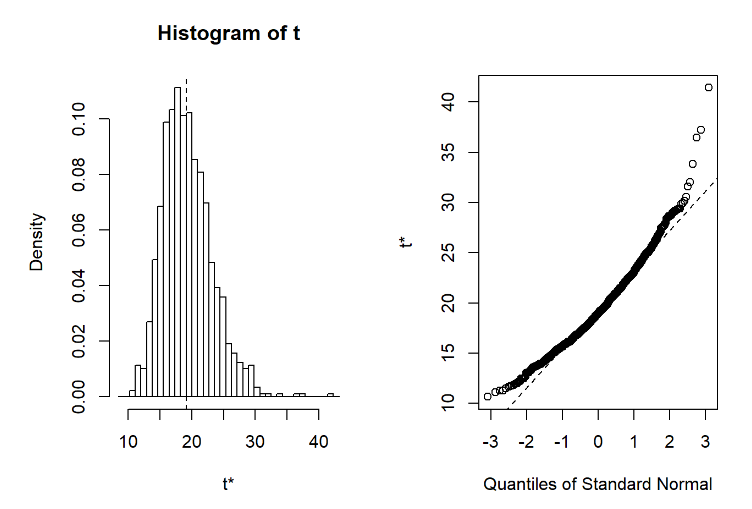 Histogram of t
Density
0.00 0.02 0.04 0.06 0.08 0.10
10 20 30 40
t*
t*
10 15 20 25 30 35 40
-3 -2 -1 0 1 2 3
Quantiles of Standard Normal